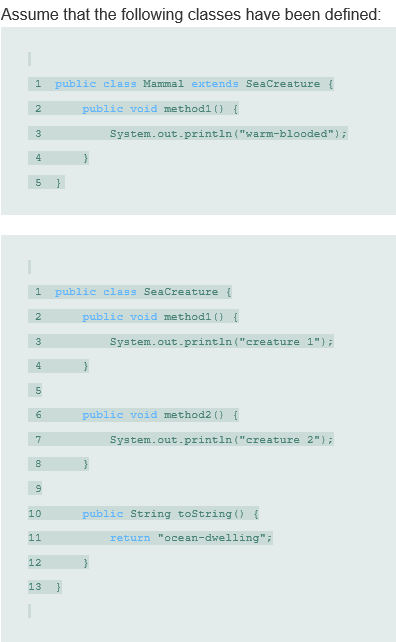 Assume that the following classes have been defined:
1 public class Mammal extends SeaCreature {
2 public void method1() {
3 System.out.println("warm-blooded");
4 }
5 }
1 public class SeaCreature {
2 public void method1() {
3 System.out.println("creature 1");
4 }
5
6 public void method2() {
7 System.out.println("creature 2");
8 }
9
10 public String toString() {
11 return "ocean-dwelling";
12 }
13 }